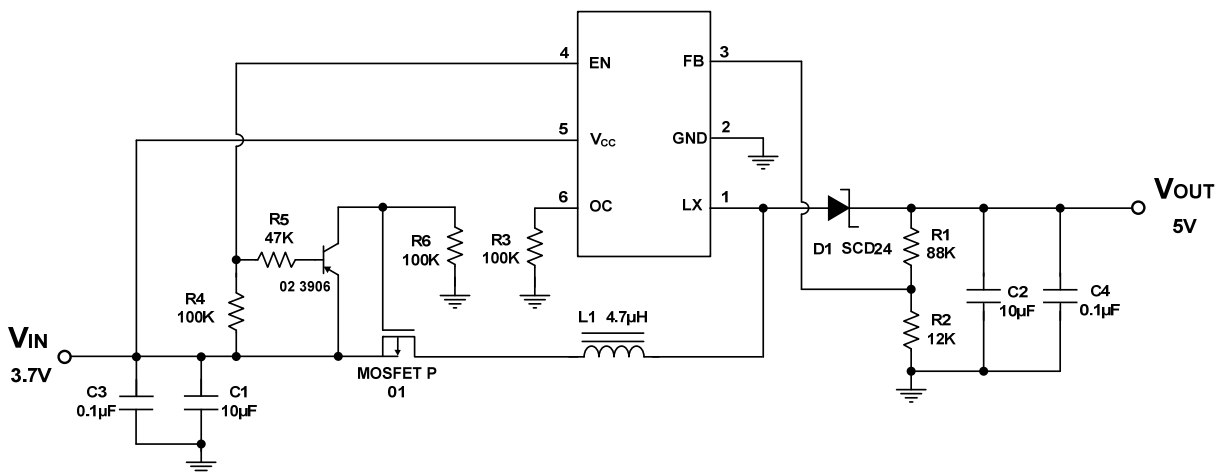 4
EN
FB
3
5
VCC
GND
2
6
OC
LX
1
R5
47K
02 3906
R6
100K
R3
100K
R4
100K
VIN
3.7V
C3
0.1µF
C1
10µF
MOSFET P
01
L1 4.7µH
D1 SCD24
R1
88K
R2
12K
C2
10µF
C4
0.1µF
VOUT
5V